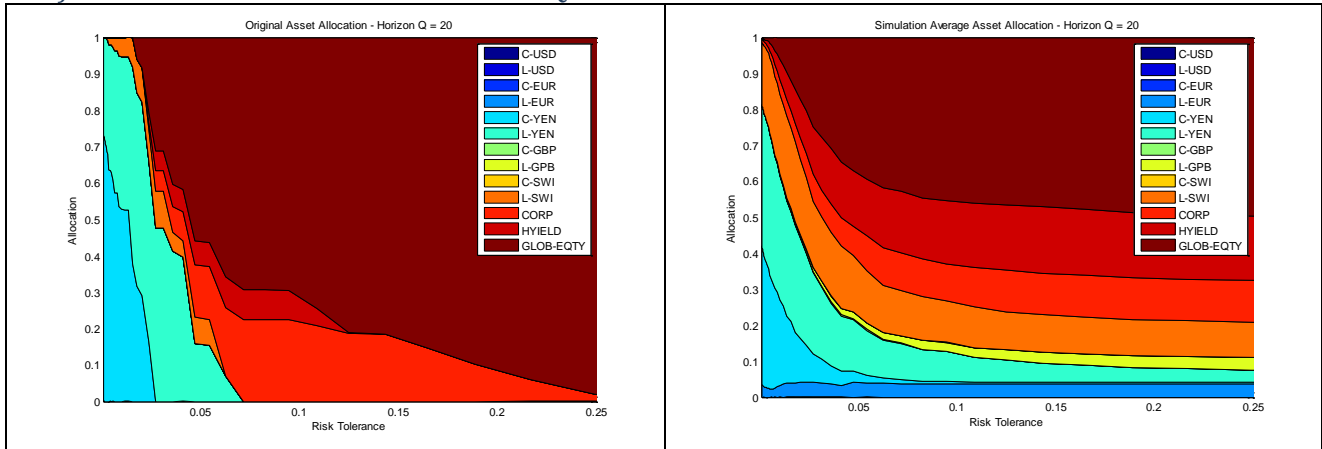 Original Asset Allocation - Horizon Q = 20
1
0.9
0.8
0.7
0.6
0.5
0.4
0.3
0.2
0.1
0
Allocation
0.05
0.1
0.15
0.2
0.25
Risk Tolerance
C-USD
L-USD
C-EUR
L-EUR
C-YEN
L-YEN
C-GBP
L-GPB
C-SWI
L-SWI
CORP
HYIELD
GLOB-EQTY
Simulation Average Asset Allocation - Horizon Q = 20
1
0.9
0.8
0.7
0.6
0.5
0.4
0.3
0.2
0.1
0
Allocation
0.05
0.1
0.15
0.2
0.25
Risk Tolerance
C-USD
L-USD
C-EUR
L-EUR
C-YEN
L-YEN
C-GBP
L-GPB
C-SWI
L-SWI
CORP
HYIELD
GLOB-EQTY